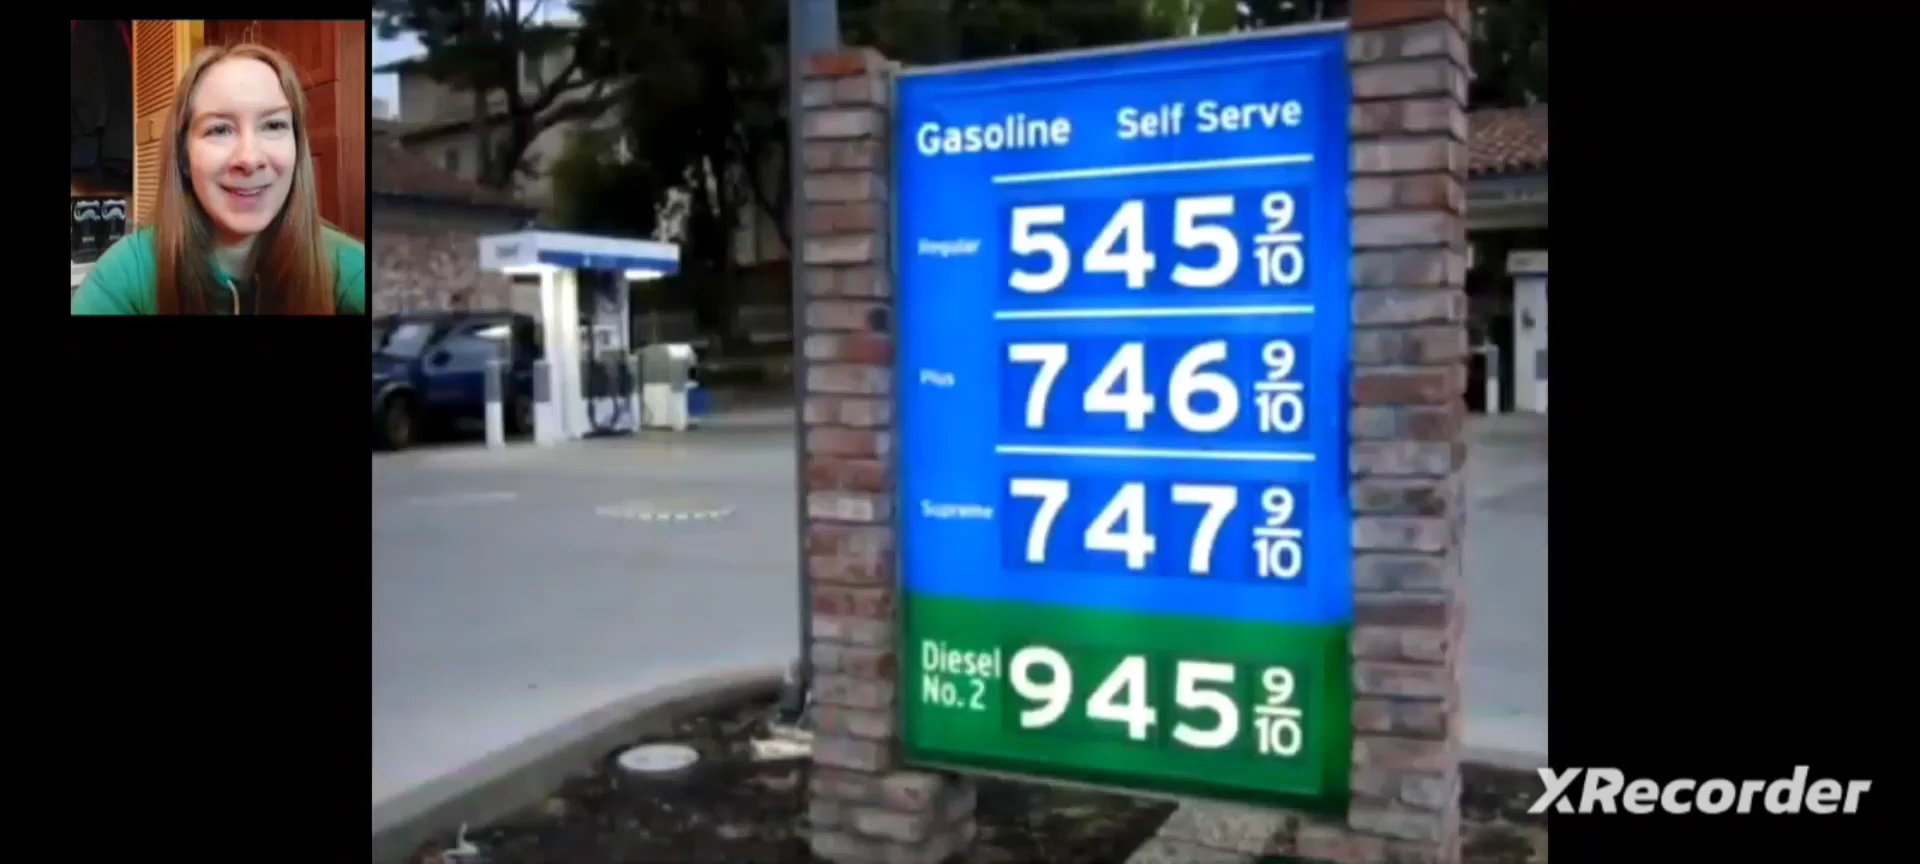 Gasoline Self Serve
Regular 545 9/10
Plus 746 9/10
Supreme 747 9/10
Diesel
No. 2 945 9/10
XRecorder